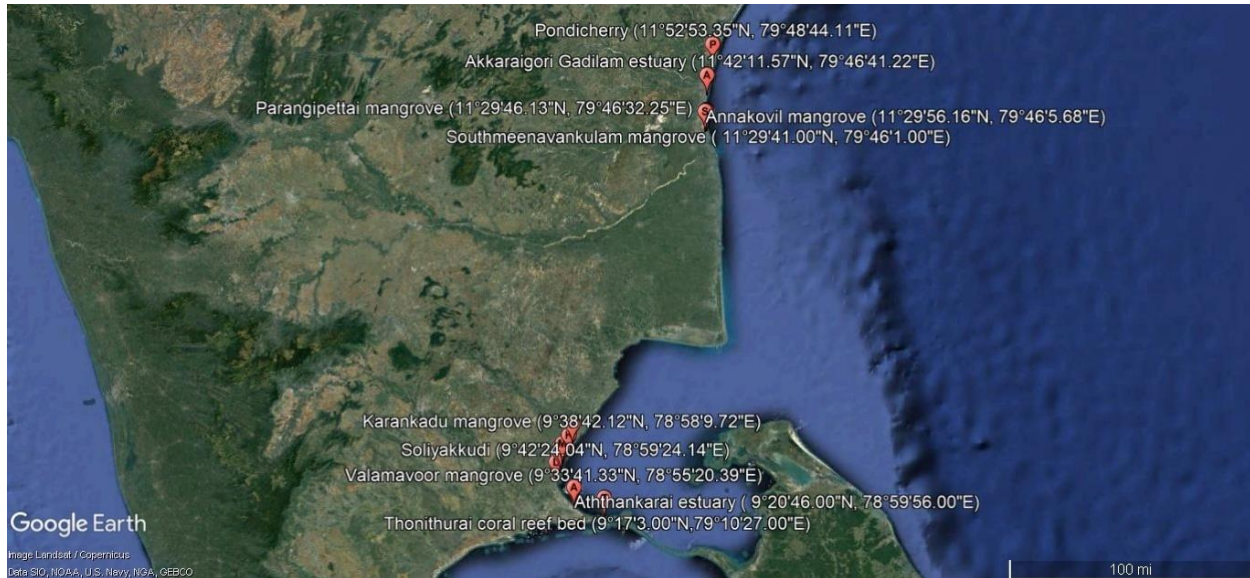 Pondicherry (11°52'53.35"N, 79°48'44.11"E)
P
Akkaraigori Gadilam estuary (11°42'11.57"N, 79°46'41.22"E)
A
Parangipettai mangrove (11°29'46.13"N, 79°46'32.25"E)
S
Annakovil mangrove (11°29'56.16"N, 79°46'5.68"E)
Southmeenavankulam mangrove ( 11°29'41.00"N, 79°46'1.00"E)
Karankadu mangrove (9°38'42.12"N, 78°58'9.72"E)
Soliyakkudi (9°42'24.04"N, 78°59'24.14"E)
Valamavoor mangrove (9°33'41.33"N, 78°55'20.39"E)
A
Aththankarai estuary ( 9°20'46.00"N, 78°59'56.00"E)
Thonithurai coral reef bed (9°17'3.00"N,79°10'27.00"E)
Google Earth
Image Landsat / Copernicus
Data SIO, NOAA, U.S. Navy, NGA, GEBCO
100 mi